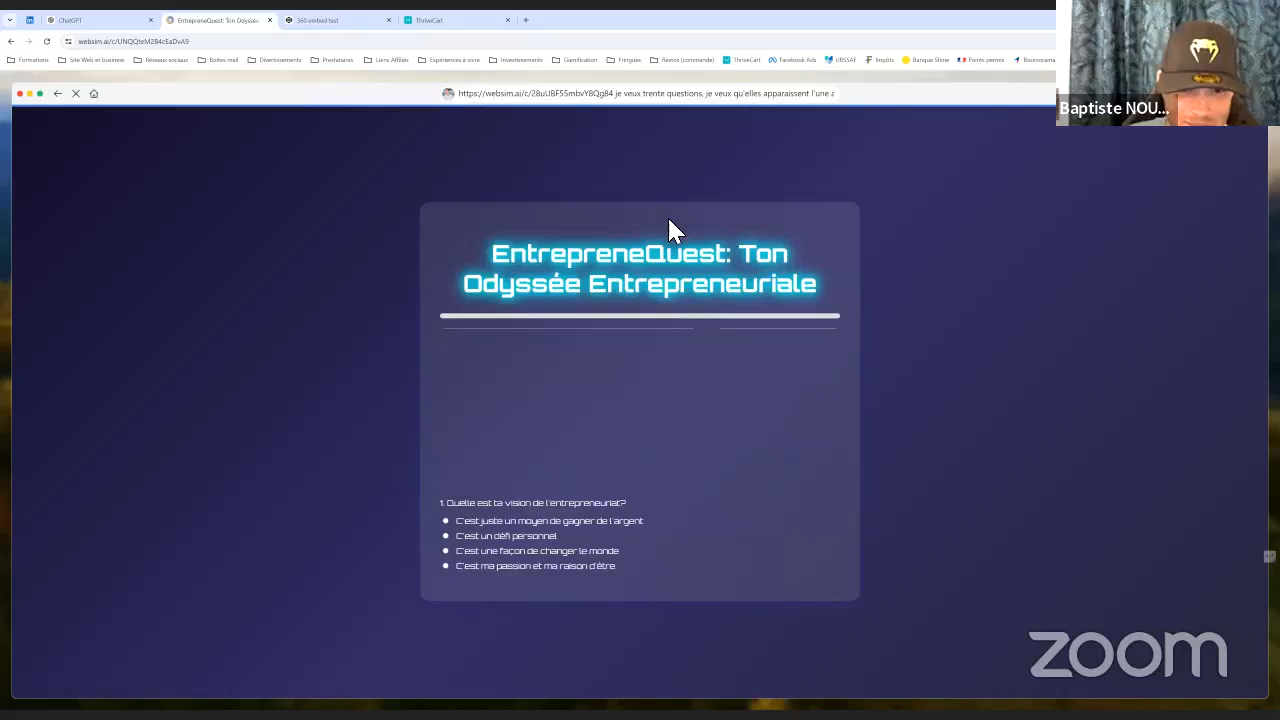 ChatGPT
EntrepreneQuest: Ton Odyssée
360 embed test
ThriveCart
websim.ai/c/UNQQteM2B4cEaDvA9
Formations
Site Web et business
Réseaux sociaux
Boites mail
Divertissements
Prestataires
Liens Affiliés
Expériences à vivre
Investissements
Gamification
Fringues
Restos (commande)
ThriveCart
Facebook Ads
URSSAF
Impôts
Banque Shine
Points permis
Boursorama
https://websim.ai/c/28uUBF55mbvY8Qg84 je veux trente questions, je veux qu'elles apparaissent l'une a
Baptiste NOU...
EntrepreneQuest: Ton
Odyssée Entrepreneuriale
1. Quelle est ta vision de l'entrepreneuriat?
C'est juste un moyen de gagner de l'argent
C'est un défi personnel
C'est une façon de changer le monde
C'est ma passion et ma raison d'être
zoom